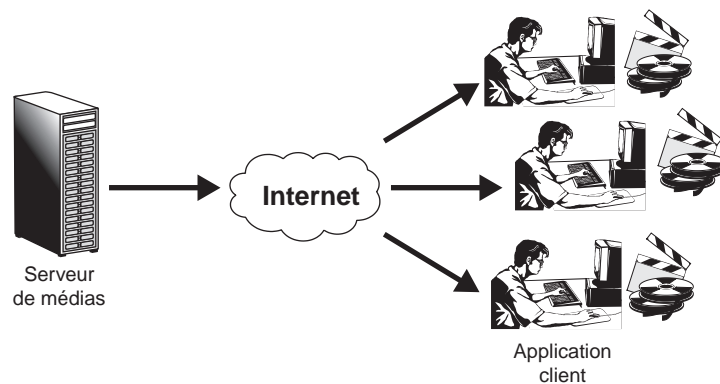 Internet
Serveur
de médias
Application
client